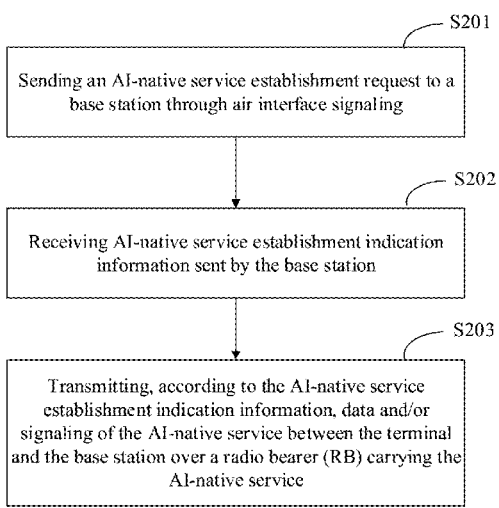 S201
Sending an AI-native service establishment request to a
base station through air interface signaling
S202
Receiving AI-native service establishment indication
information sent by the base station
S203
Transmitting, according to the AI-native service
establishment indication information, data and/or
signaling of the AI-native service between the terminal
and the base station over a radio bearer (RB) carrying the
AI-native service